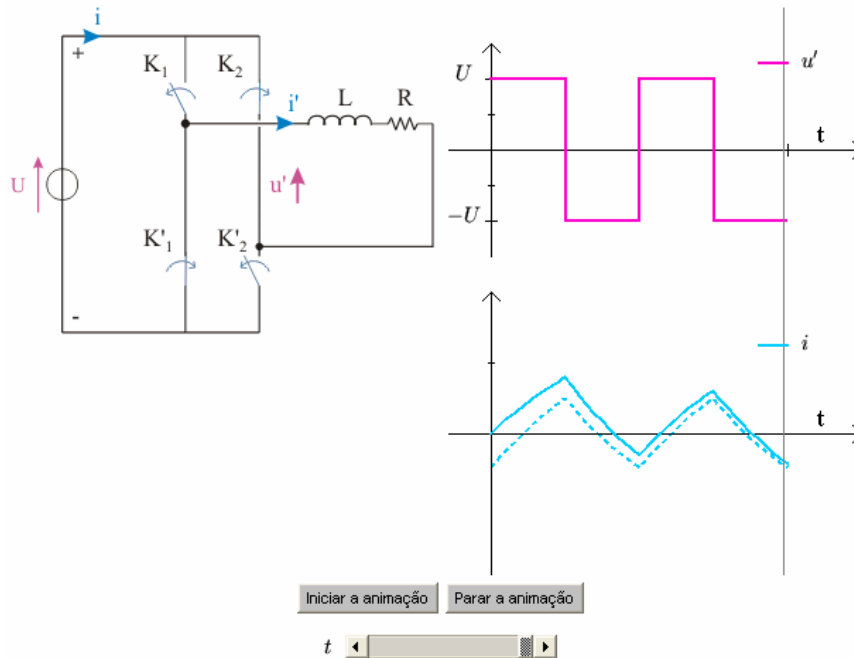 i
+
K₁
K₂
i'
L
R
U
u'
K'₁
K'₂
-
U
u'
t
-U
i
t
Iniciar a animação
Parar a animação
t